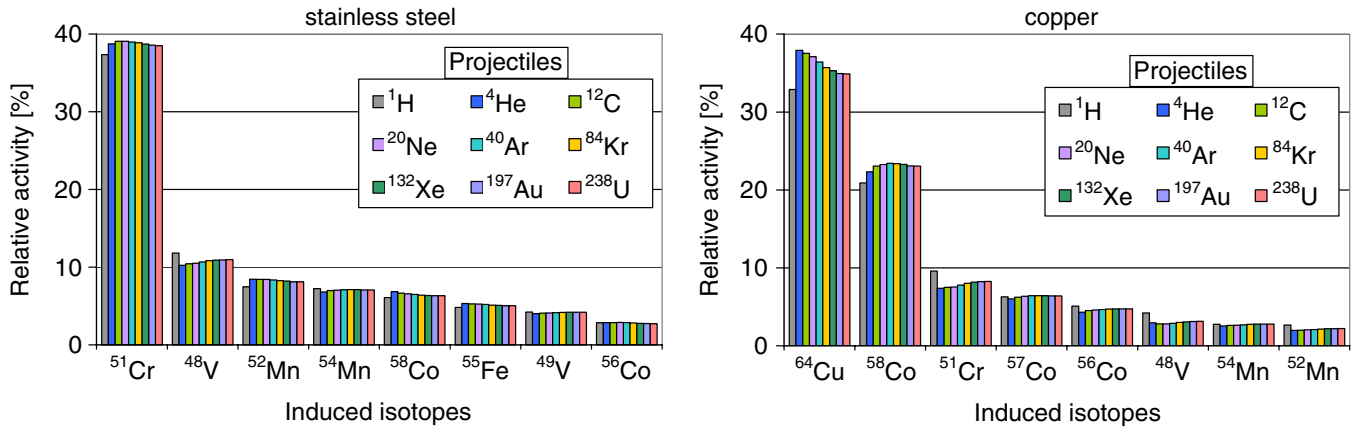 stainless steel
40
30
20
10
0
Relative activity [%]
Projectiles
¹H ⁴He ¹²C
²⁰Ne ⁴⁰Ar ⁸⁴Kr
¹³²Xe ¹⁹⁷Au ²³⁸U
⁵¹Cr ⁴⁸V ⁵²Mn ⁵⁴Mn ⁵⁸Co ⁵⁵Fe ⁴⁹V ⁵⁶Co
Induced isotopes
copper
40
30
20
10
0
Relative activity [%]
Projectiles
¹H ⁴He ¹²C
²⁰Ne ⁴⁰Ar ⁸⁴Kr
¹³²Xe ¹⁹⁷Au ²³⁸U
⁶⁴Cu ⁵⁸Co ⁵¹Cr ⁵⁷Co ⁵⁶Co ⁴⁸V ⁵⁴Mn ⁵²Mn
Induced isotopes